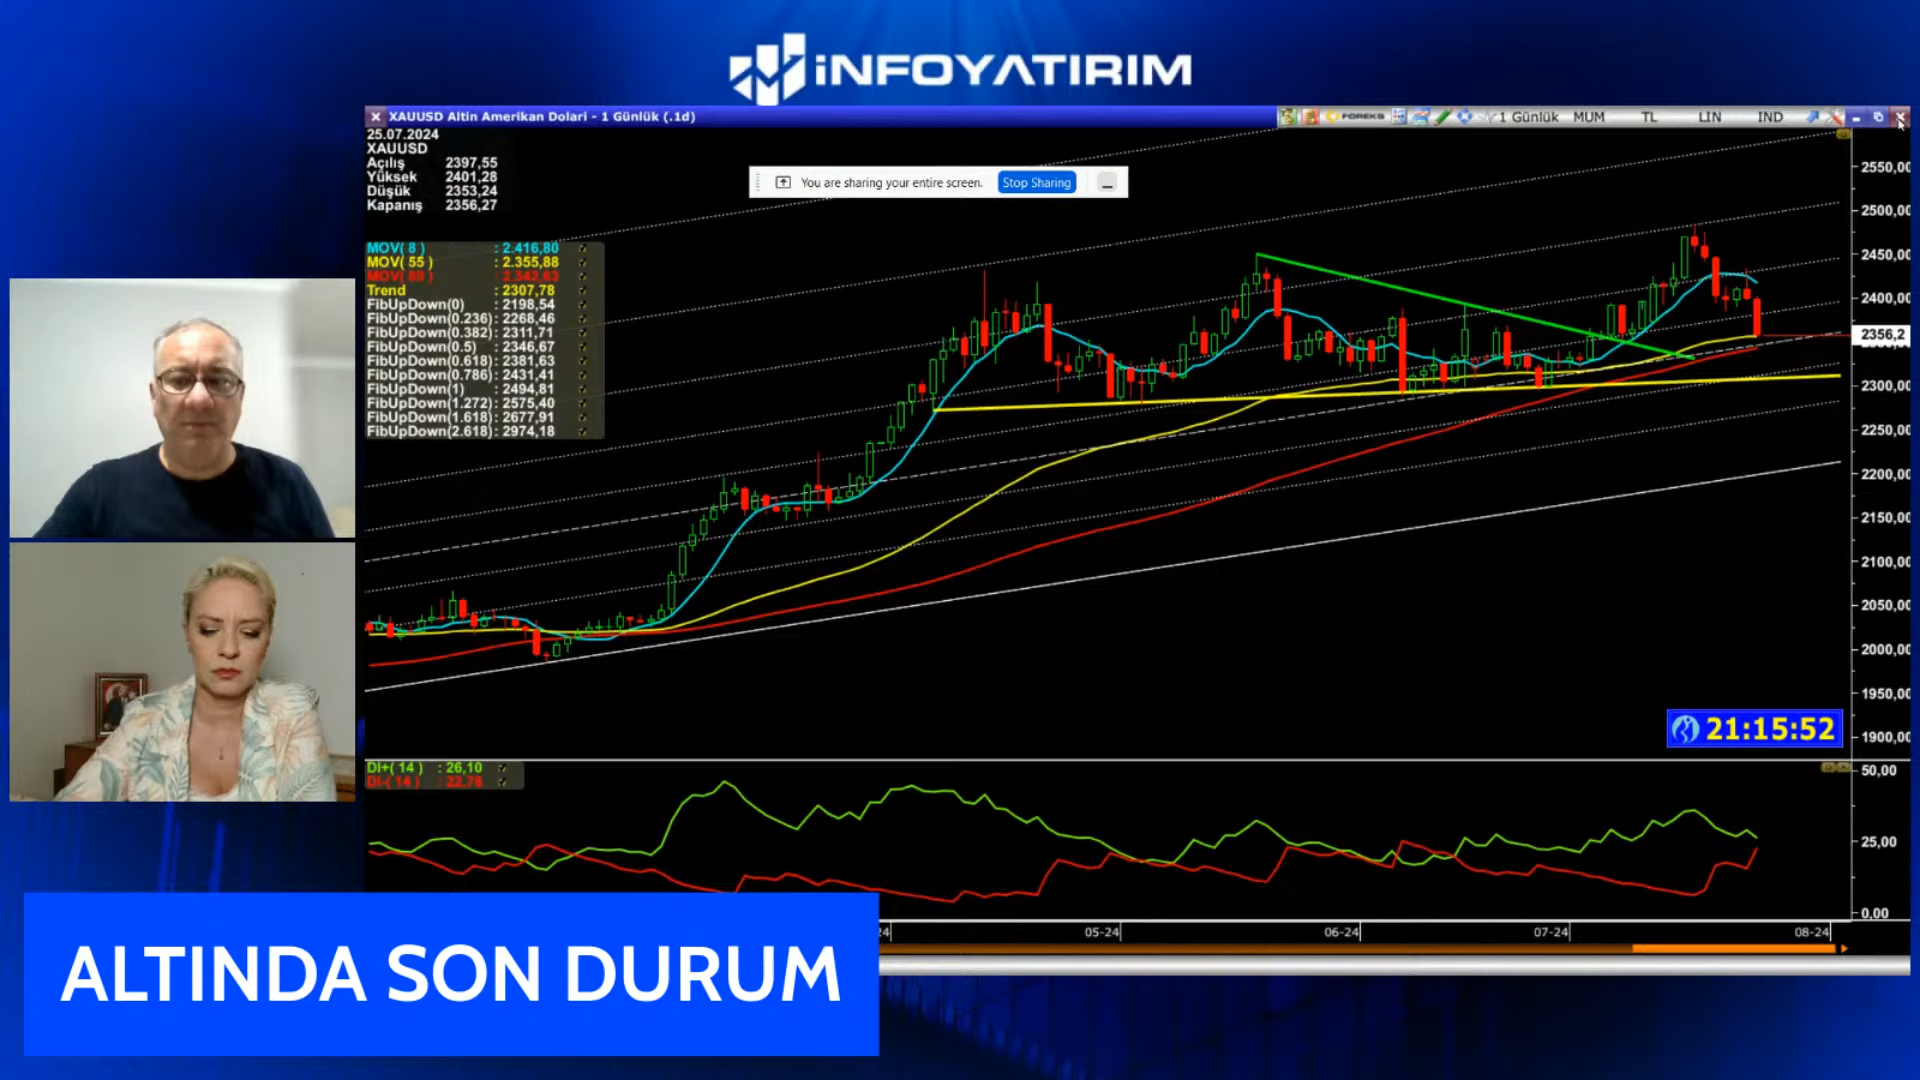 iNFOYATIRIM
XAUUSD Altin Amerikan Dolari - 1 Günlük (.1d)
FOREKS
1 Günlük MUM TL LIN IND
25.07.2024
XAUUSD
Açılış 2397,55
Yüksek 2401,28
Düşük 2353,24
Kapanış 2356,27
You are sharing your entire screen. Stop Sharing
MOV( 8 ) : 2.416,80
MOV( 55 ) : 2.355,88
Trend : 2307,78
FibUpDown(0) : 2198,54
FibUpDown(0.236) : 2268,46
FibUpDown(0.382) : 2311,71
FibUpDown(0.5) : 2346,67
FibUpDown(0.618) : 2381,63
FibUpDown(0.786) : 2431,41
FibUpDown(1) : 2494,81
FibUpDown(1.272) : 2575,40
FibUpDown(1.618) : 2677,91
FibUpDown(2.618) : 2974,18
2550,00
2500,00
2450,00
2400,00
2356,2
2300,00
2250,00
2200,00
2150,00
2100,00
2050,00
2000,00
1950,00
1900,00
21:15:52
DI+( 14 ) : 26,10
DI-( 14 ) : 22,78
50,00
25,00
0,00
24
05-24
06-24
07-24
08-24
ALTINDA SON DURUM